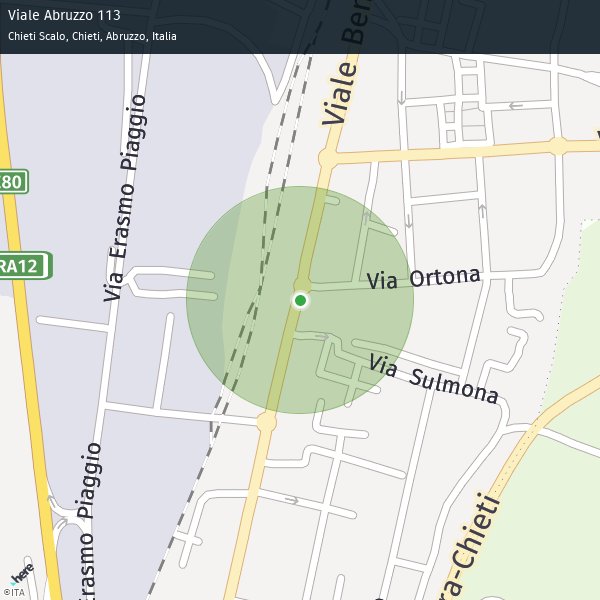 Viale Abruzzo 113
Chieti Scalo, Chieti, Abruzzo, Italia
Viale Ben
Via Erasmo Piaggio
E80
RA12
Via Ortona
Via Sulmona
Erasmo Piaggio
ra-Chieti
here
©ITA